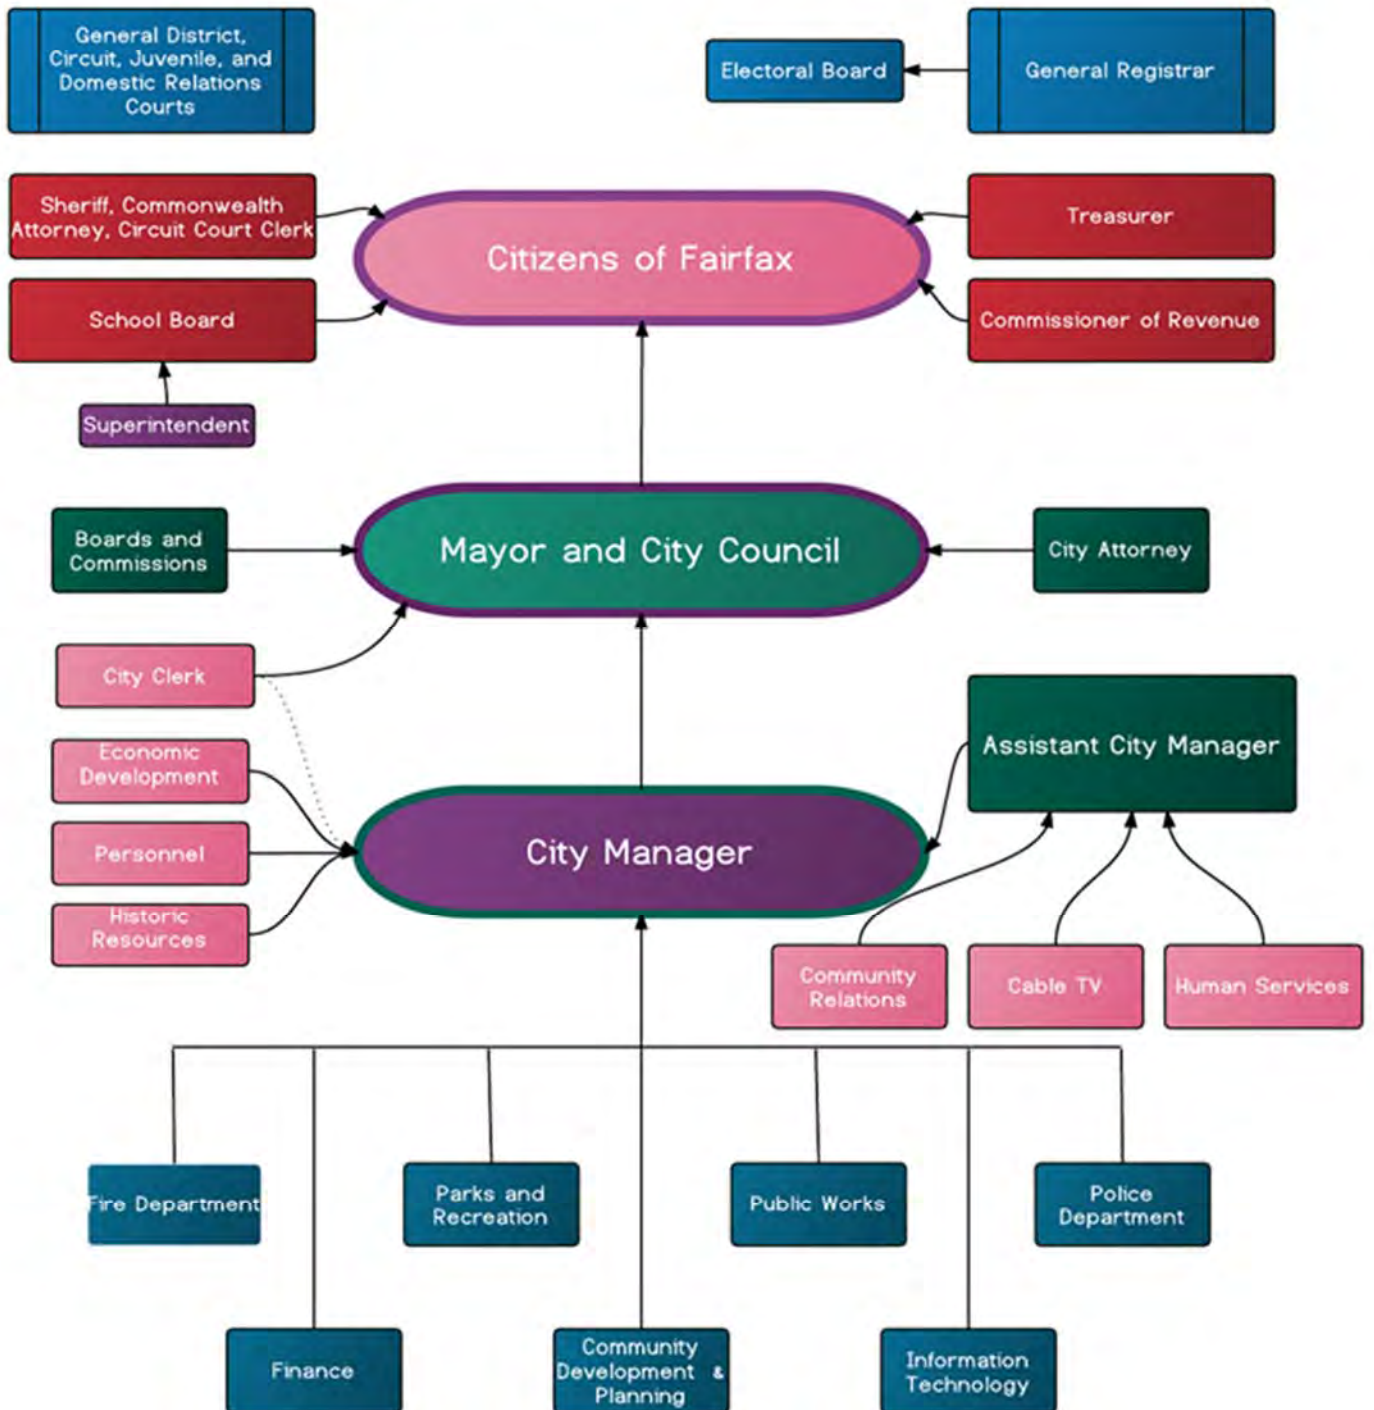 General District,
Circuit, Juvenile, and
Domestic Relations
Courts
Electoral Board
General Registrar
Sheriff, Commonwealth
Attorney, Circuit Court Clerk
Citizens of Fairfax
Treasurer
School Board
Commissioner of Revenue
Superintendent
Boards and
Commissions
Mayor and City Council
City Attorney
City Clerk
Assistant City Manager
Economic
Development
Personnel
City Manager
Historic
Resources
Community
Relations
Cable TV
Human Services
Fire Department
Parks and
Recreation
Public Works
Police
Department
Finance
Community
Development &
Planning
Information
Technology